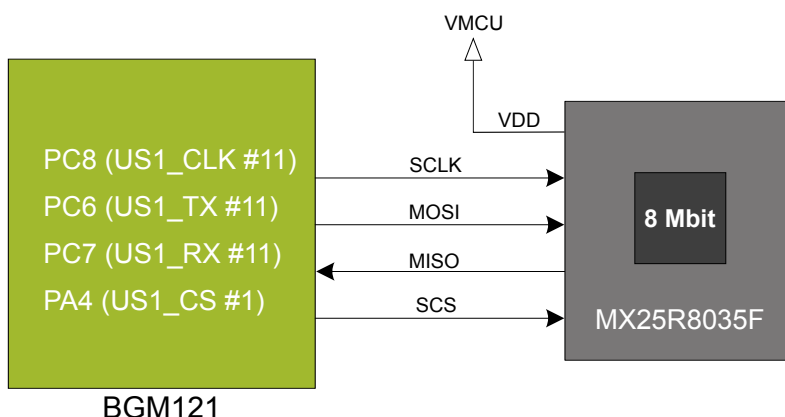 VMCU
VDD
PC8 (US1_CLK #11)
SCLK
PC6 (US1_TX #11)
MOSI
8 Mbit
PC7 (US1_RX #11)
MISO
PA4 (US1_CS #1)
SCS
MX25R8035F
BGM121